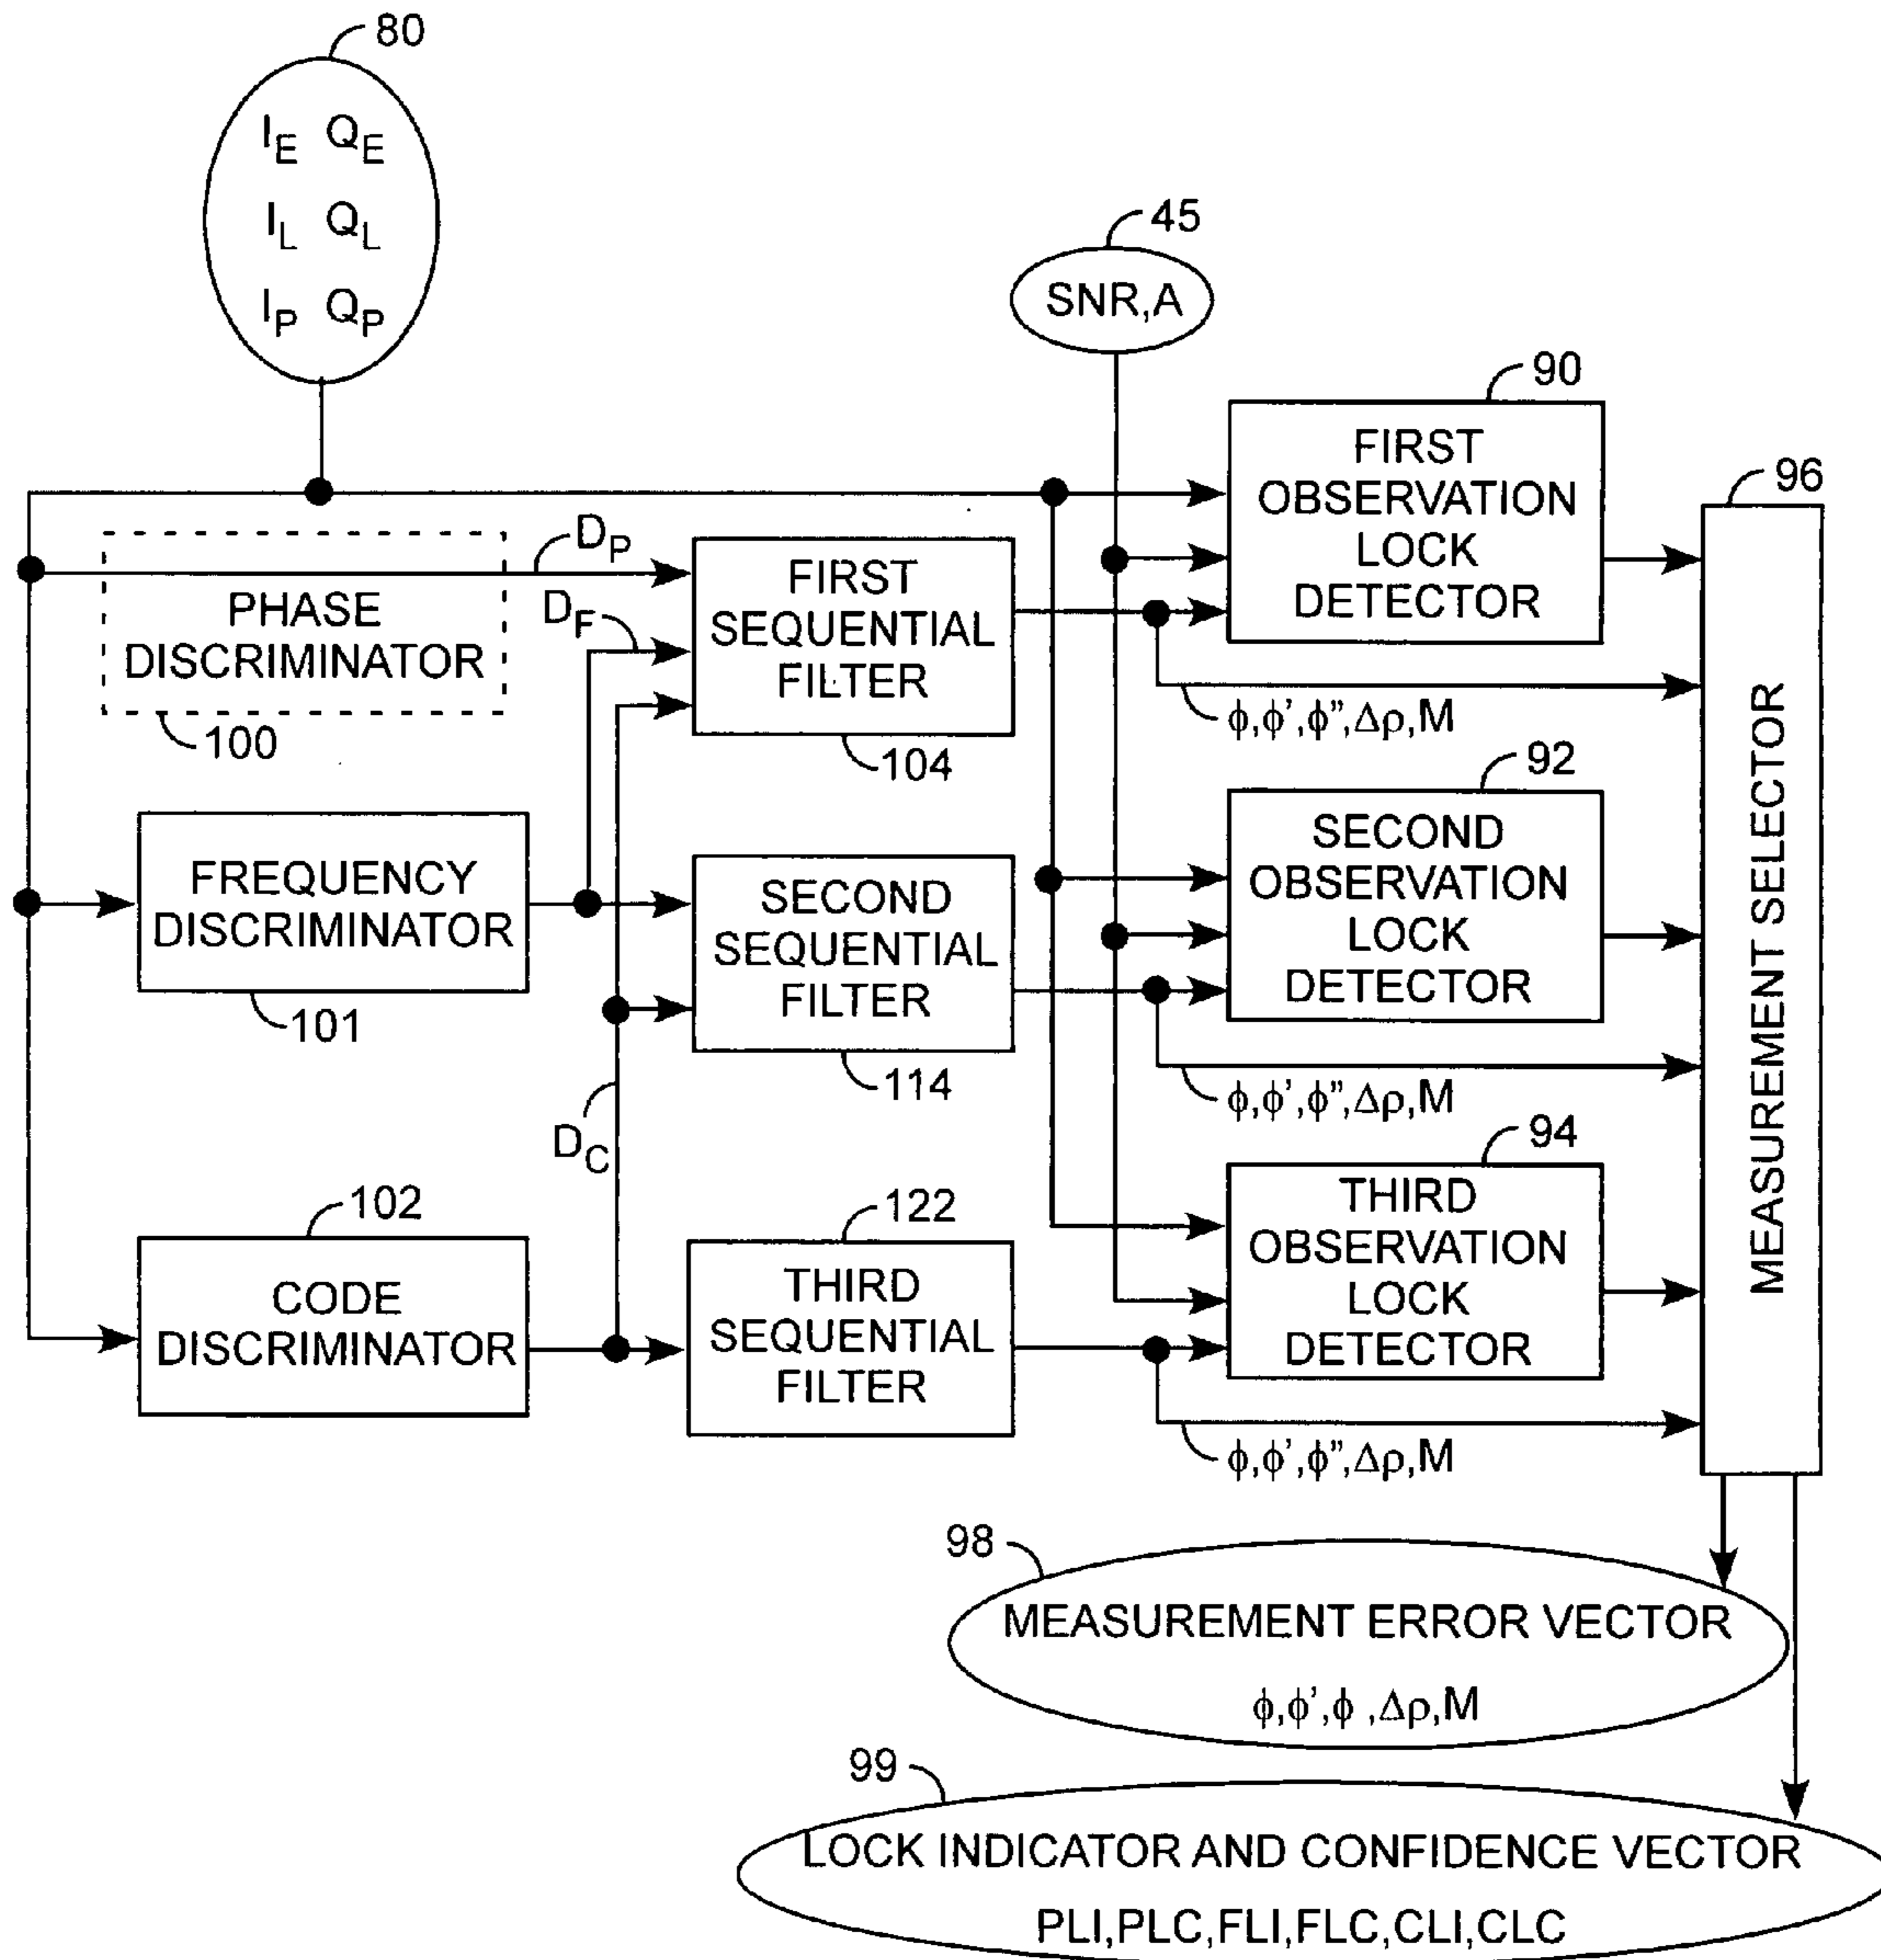 80
I_E Q_E
I_L Q_L
I_P Q_P
45
SNR,A
90
FIRST
OBSERVATION
LOCK
DETECTOR
96
MEASUREMENT SELECTOR
D_P
PHASE
DISCRIMINATOR
100
D_F
FIRST
SEQUENTIAL
FILTER
104
ϕ,ϕ',ϕ",Δρ,M
92
SECOND
OBSERVATION
LOCK
DETECTOR
FREQUENCY
DISCRIMINATOR
101
SECOND
SEQUENTIAL
FILTER
114
ϕ,ϕ',ϕ",Δρ,M
D_C
94
THIRD
OBSERVATION
LOCK
DETECTOR
102
CODE
DISCRIMINATOR
122
THIRD
SEQUENTIAL
FILTER
ϕ,ϕ',ϕ",Δρ,M
98
MEASUREMENT ERROR VECTOR
ϕ,ϕ',ϕ ,Δρ,M
99
LOCK INDICATOR AND CONFIDENCE VECTOR
PLI,PLC,FLI,FLC,CLI,CLC